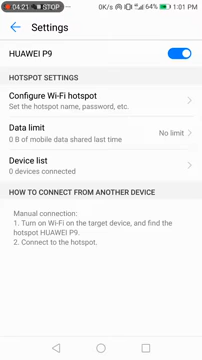 04:21 STOP 0K/s 64% 1:01 PM
Settings
HUAWEI P9
HOTSPOT SETTINGS
Configure Wi-Fi hotspot
Set the hotspot name, password, etc.
Data limit
No limit
0 B of mobile data shared last time
Device list
0 devices connected
HOW TO CONNECT FROM ANOTHER DEVICE
Manual connection:
1. Turn on Wi-Fi on the target device, and find the
hotspot HUAWEI P9.
2. Connect to the hotspot.